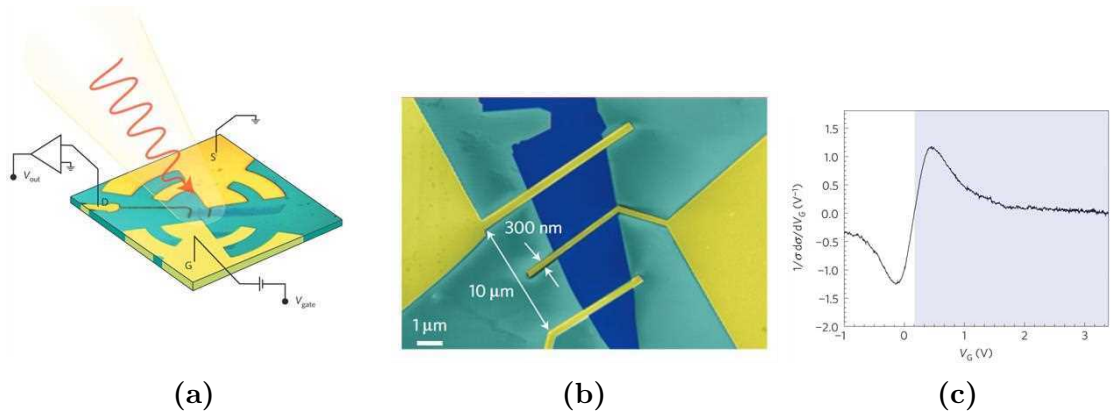 S
V_out
D
G
V_gate
300 nm
10 μm
1 μm
1/σ dσ/dV_G (V⁻¹)
1.5
1.0
0.5
0.0
−0.5
−1.0
−1.5
−2.0
−1 0 1 2 3
V_G (V)
(a) (b) (c)